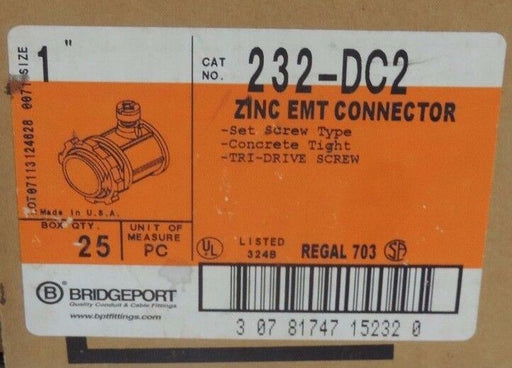 SIZE
1"
CAT NO.
232-DC2
ZINC EMT CONNECTOR
-Set Screw Type
-Concrete Tight
-TRI-DRIVE SCREW
Made in U.S.A.
BOX QTY.
25
UNIT OF
MEASURE
PC
UL
LISTED
324B
REGAL 703
B BRIDGEPORT
Quality Conduit & Cable Fittings
www.bptfittings.com
3 07 81747 15232 0